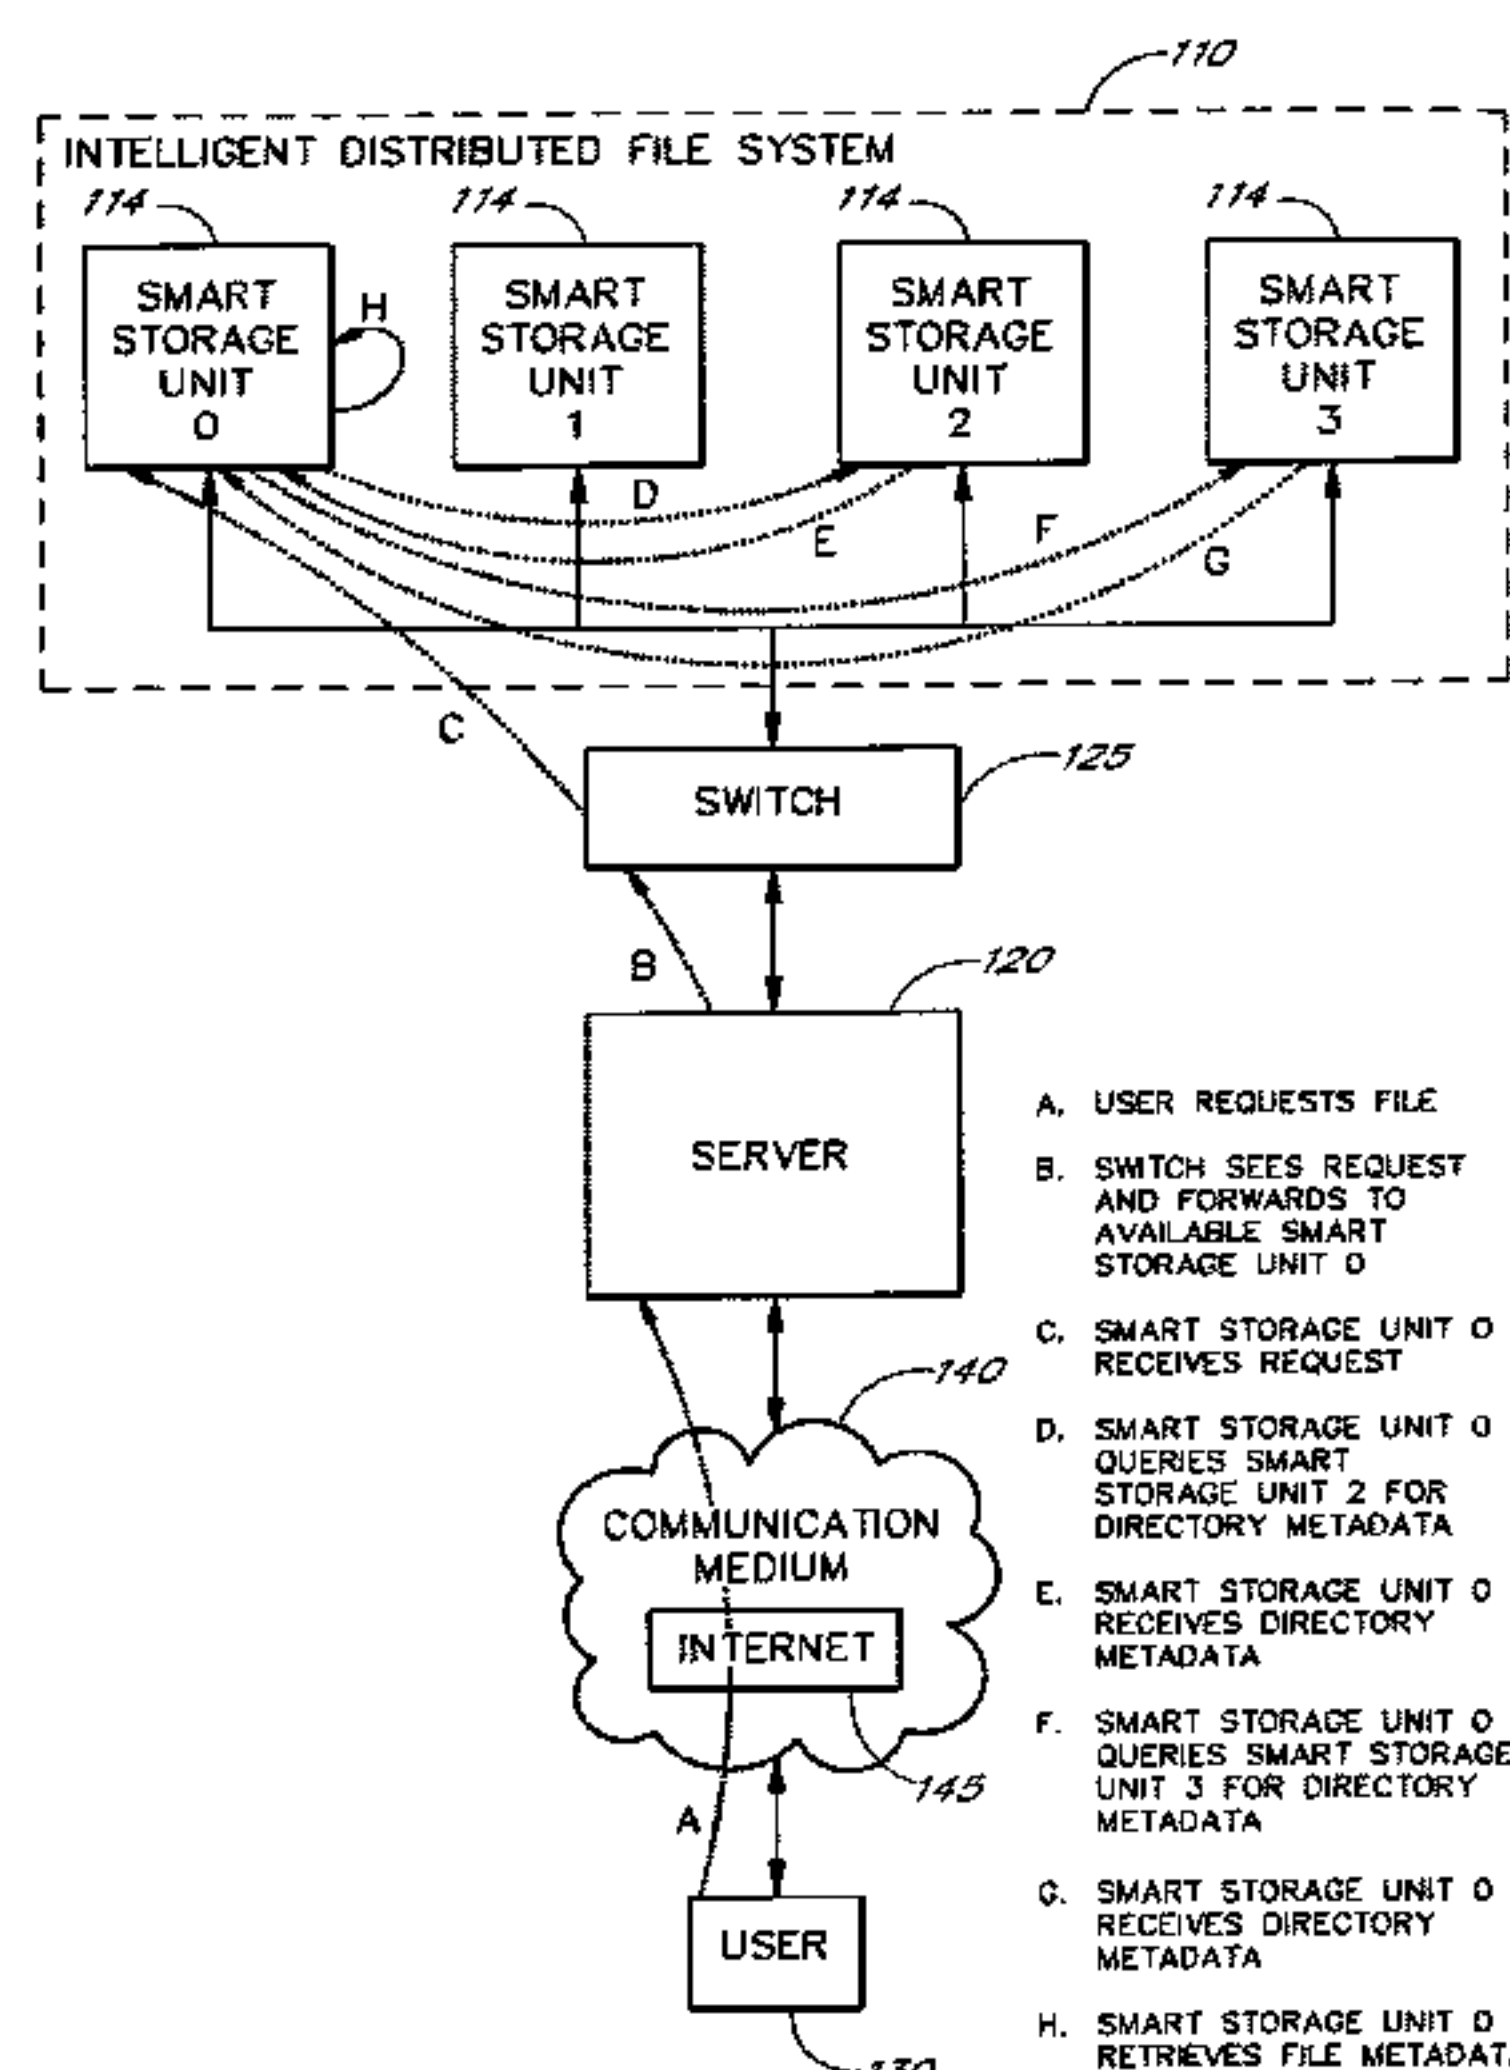 110
INTELLIGENT DISTRIBUTED FILE SYSTEM
114
114
114
114
SMART
STORAGE
UNIT
0
H
SMART
STORAGE
UNIT
1
SMART
STORAGE
UNIT
2
SMART
STORAGE
UNIT
3
D
E
F
G
C
SWITCH
125
B
120
SERVER
140
COMMUNICATION
MEDIUM
INTERNET
145
A
USER
A. USER REQUESTS FILE
B. SWITCH SEES REQUEST
AND FORWARDS TO
AVAILABLE SMART
STORAGE UNIT 0
C. SMART STORAGE UNIT 0
RECEIVES REQUEST
D. SMART STORAGE UNIT 0
QUERIES SMART
STORAGE UNIT 2 FOR
DIRECTORY METADATA
E. SMART STORAGE UNIT 0
RECEIVES DIRECTORY
METADATA
F. SMART STORAGE UNIT 0
QUERIES SMART STORAGE
UNIT 3 FOR DIRECTORY
METADATA
G. SMART STORAGE UNIT 0
RECEIVES DIRECTORY
METADATA
H. SMART STORAGE UNIT 0
RETRIEVES FILE METADATA